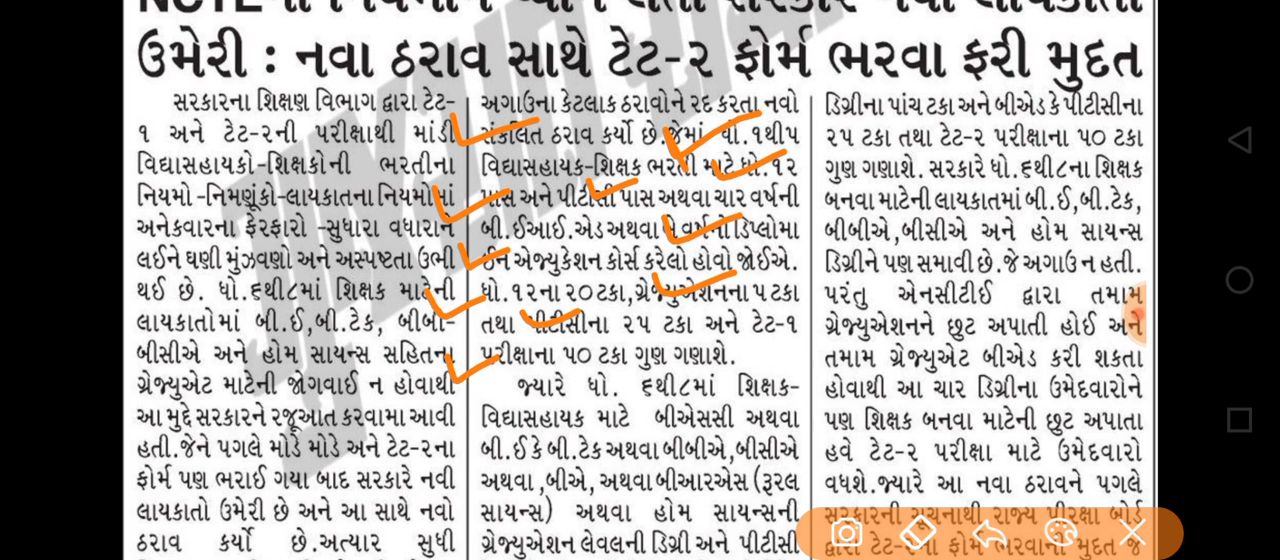 ઉમેરી : નવા ઠરાવ સાથે ટેટ-૨ ફોર્મ ભરવા ફરી મુદત
સરકારના શિક્ષણ વિભાગ દ્વારા ટેટ-
૧ અને ટેટ-૨ની પરીક્ષાથી માંડી
વિદ્યાસહાયકો-શિક્ષકોની ભરતીના
નિયમો-નિમણૂંકો-લાયકાતના નિયમોમાં
અનેકવારના ફેરફારો -સુધારા વધારાને
લઈને ઘણી મુંઝવણો અને અસ્પષ્ટતા ઉભી
થઈ છે. ધો.૬થી૮માં શિક્ષક માટેની
લાયકાતોમાં બી.ઈ,બી.ટેક, બીબી-
બીસીએ અને હોમ સાયન્સ સહિતના
ગ્રેજ્યુએટ માટેની જોગવાઈ ન હોવાથી
આ મુદ્દે સરકારને રજૂઆત કરવામા આવી
હતી.જેને પગલે મોડે મોડે અને ટેટ-૨ના
ફોર્મ પણ ભરાઈ ગયા બાદ સરકારે નવી
લાયકાતો ઉમેરી છે અને આ સાથે નવો
ઠરાવ કર્યો છે.અત્યાર સુધી
અગાઉના કેટલાક ઠરાવોને રદ કરતા નવો
સંકલિત ઠરાવ કર્યો છે.જેમાં ધો.૧થી૫
વિદ્યાસહાયક-શિક્ષક ભરતી માટે ધો.૧૨
પાસ અને પીટીસી પાસ અથવા ચાર વર્ષની
બી.ઈઆઈ.એડ અથવા બે વર્ષનો ડિપ્લોમા
ઈન એજ્યુકેશન કોર્સ કરેલો હોવો જોઈએ.
ધો.૧૨ના ૨૦ ટકા,ગ્રેજ્યુએશનના ૫ ટકા
તથા પીટીસીના ૨૫ ટકા અને ટેટ-૧
પરીક્ષાના ૫૦ ટકા ગુણ ગણાશે.
જ્યારે ધો. ૬થી૮માં શિક્ષક-
વિદ્યાસહાયક માટે બીએસસી અથવા
બી.ઈ કે બી.ટેક અથવા બીબીએ,બીસીએ
અથવા ,બીએ, અથવા બીઆરએસ (રૂરલ
સાયન્સ) અથવા હોમ સાયન્સની
ગ્રેજ્યુએશન લેવલની ડિગ્રી અને પીટીસી
ડિગ્રીના પાંચ ટકા અને બીએડ કે પીટીસીના
૨૫ ટકા તથા ટેટ-૨ પરીક્ષાના ૫૦ ટકા
ગુણ ગણાશે. સરકારે ધો.૬થી૮ના શિક્ષક
બનવા માટેની લાયકાતમાં બી.ઈ,બી.ટેક,
બીબીએ,બીસીએ અને હોમ સાયન્સ
ડિગ્રીને પણ સમાવી છે.જે અગાઉ ન હતી.
પરંતુ એનસીટીઈ દ્વારા તમામ
ગ્રેજ્યુએશનને છુટ અપાતી હોઈ અને
તમામ ગ્રેજ્યુએટ બીએડ કરી શકતા
હોવાથી આ ચાર ડિગ્રીના ઉમેદવારોને
પણ શિક્ષક બનવા માટેની છુટ અપાતા
હવે ટેટ-૨ પરીક્ષા માટે ઉમેદવારો
વધશે.જ્યારે આ નવા ઠરાવને પગલે
સરકારની સૂચનાથી રાજ્ય પરીક્ષા બોર્ડ
દ્વારા ટેટ-૨ના ફોર્મ ભરવાની મુદત જે